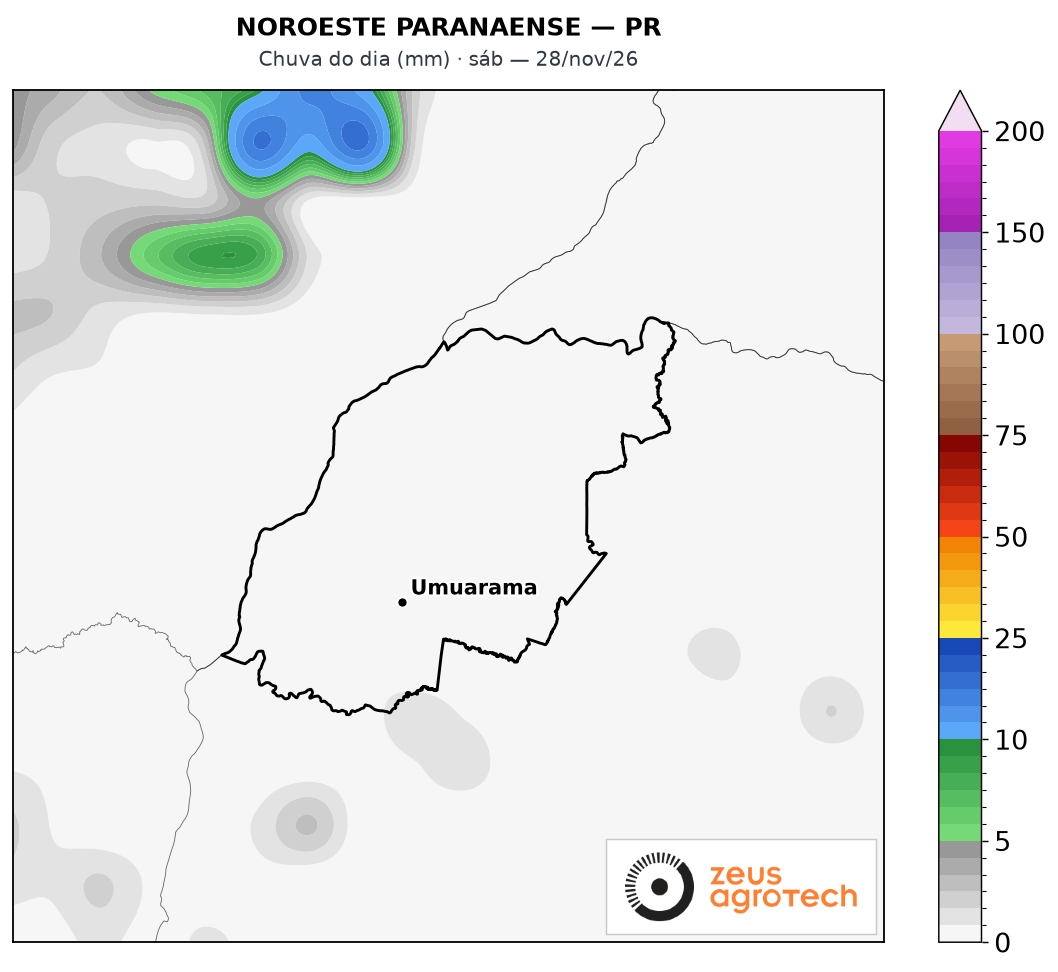 NOROESTE PARANAENSE — PR
Chuva do dia (mm) · sáb — 28/nov/26
200
150
100
75
50
25
10
5
0
Umuarama
zeus
agrotech